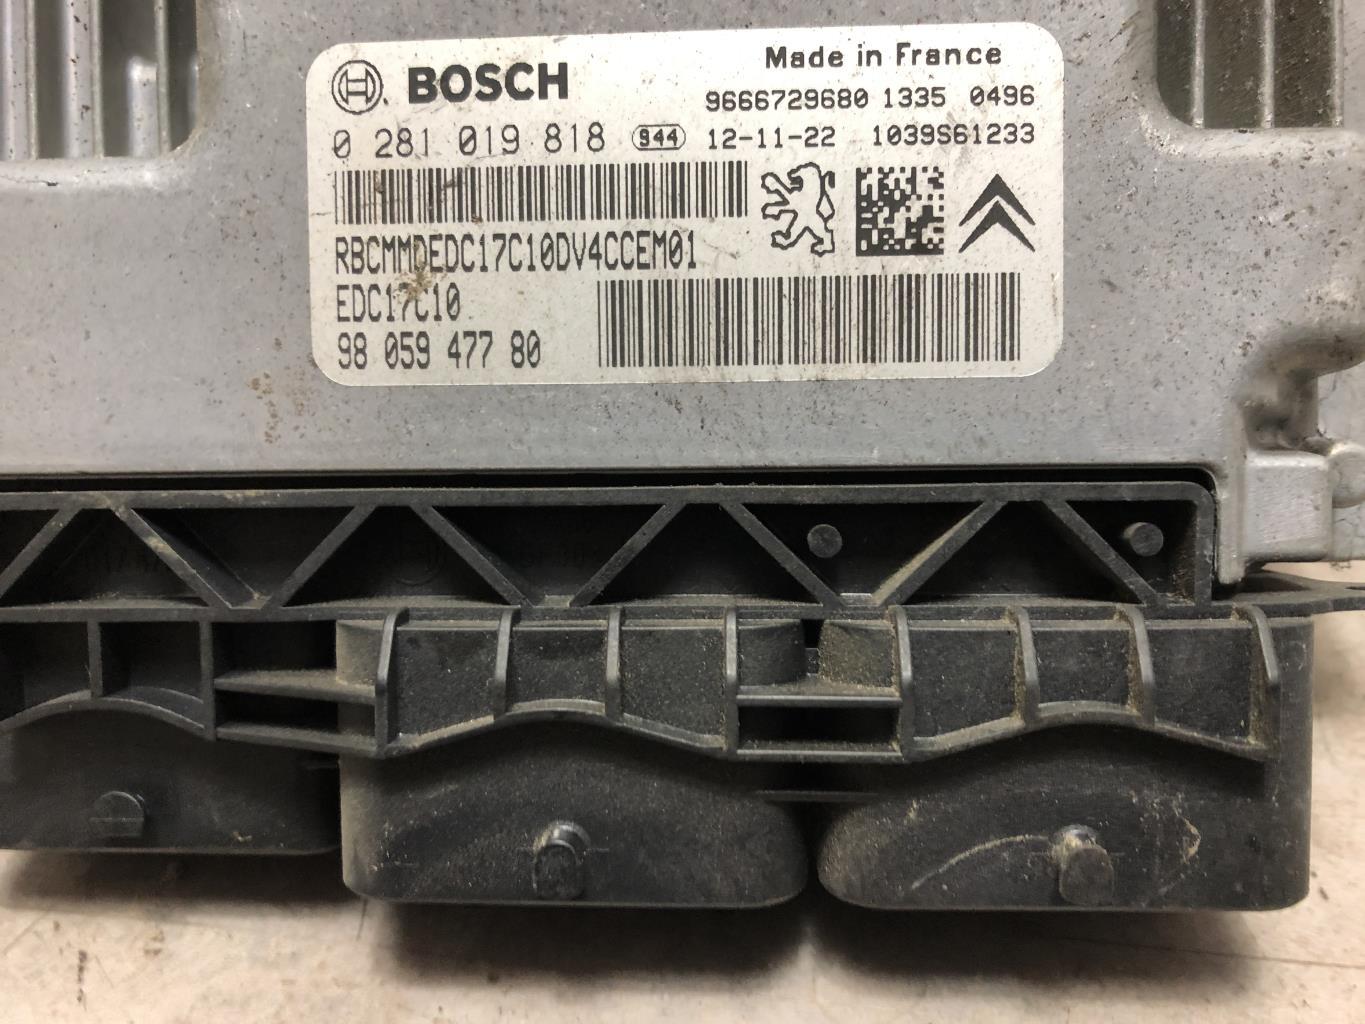 BOSCH
Made in France
9666729680 1335 0496
0 281 019 818 S44 12-11-22 1039S61233
RBCMMDEDC17C10DV4CCEM01
EDC17C10
98 059 477 80